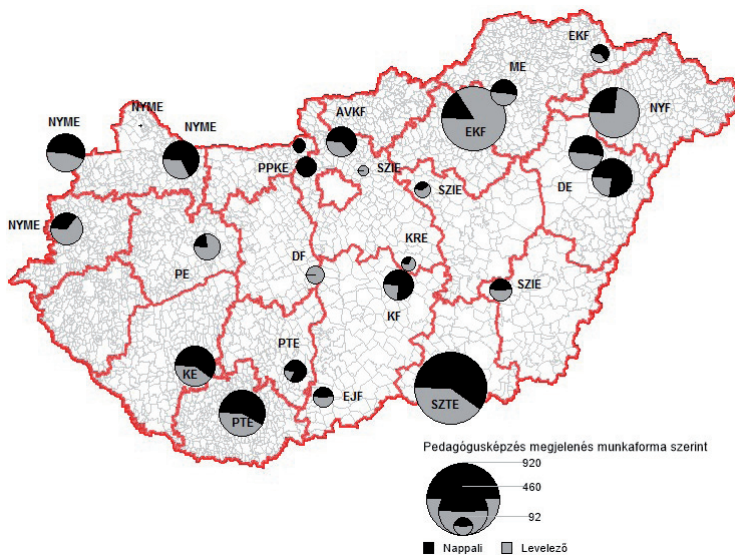 EKF
ME
NYME
NYME
NYME
AVKF
NYF
EKF
PPKE
SZIE
DE
SZIE
NYME
KRE
PE
DF
SZIE
KF
PTE
KE
EJF
SZTE
PTE
Pedagógusképzés megjelenés munkaforma szerint
920
460
92
Nappali
Levelező